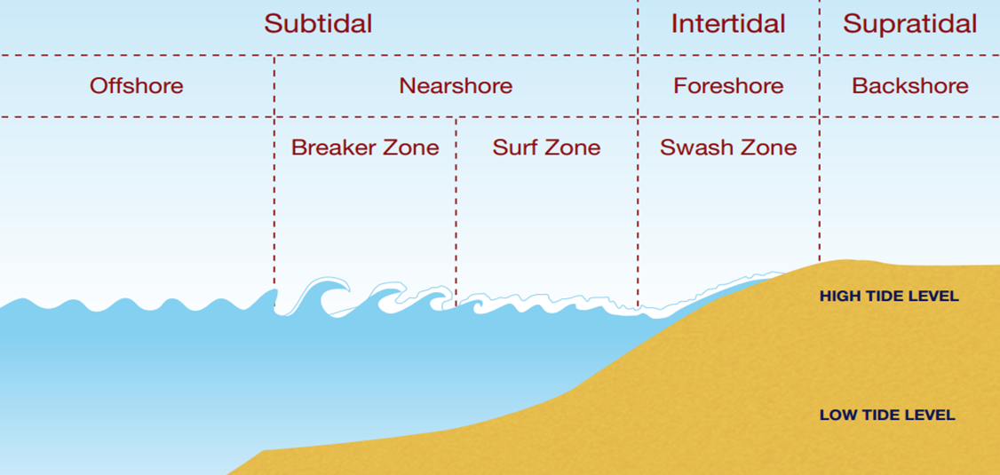 Subtidal
Intertidal
Supratidal
Offshore
Nearshore
Foreshore
Backshore
Breaker Zone
Surf Zone
Swash Zone
HIGH TIDE LEVEL
LOW TIDE LEVEL